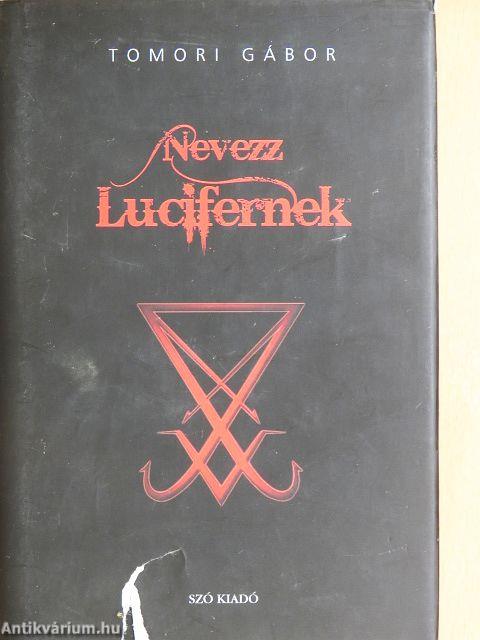 TOMORI GÁBOR
Nevezz
Lucifernek
SZÓ KIADÓ
Antikvárium.hu